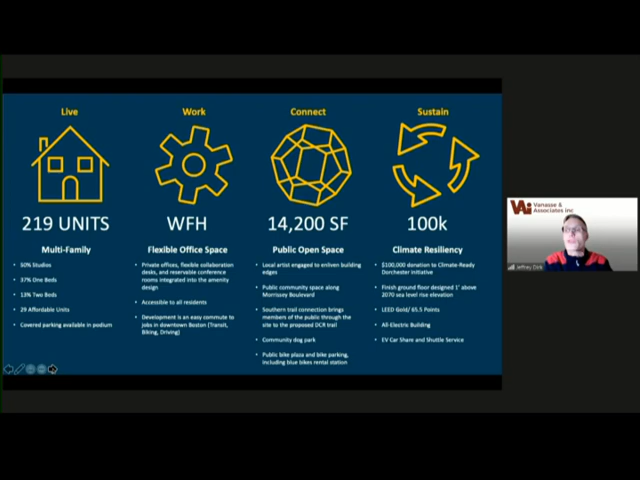 Live
Work
Connect
Sustain
219 UNITS
WFH
14,200 SF
100k
Multi-Family
Flexible Office Space
Public Open Space
Climate Resiliency
• 50% Studios
• 37% One Beds
• 13% Two Beds
• 29 Affordable Units
• Covered parking available in podium
• Private offices, flexible collaboration
desks, and reservable conference
rooms integrated into the amenity
design
• Accessible to all residents
• Development is an easy commute to
jobs in downtown Boston (Transit,
Biking, Driving)
• Local artist engaged to enliven building
edges
• Public community space along
Morrissey Boulevard
• Southern trail connection brings
members of the public through the
site to the proposed DCR trail
• Community dog park
• Public bike plaza and bike parking,
including blue bikes rental station
• $100,000 donation to Climate-Ready
Dorchester initiative
• Finish ground floor designed 1' above
2070 sea level rise elevation
• LEED Gold/ 65.5 Points
• All-Electric Building
• EV Car Share and Shuttle Service
VAi Vanasse &
Associates inc
Jeffrey Dirk